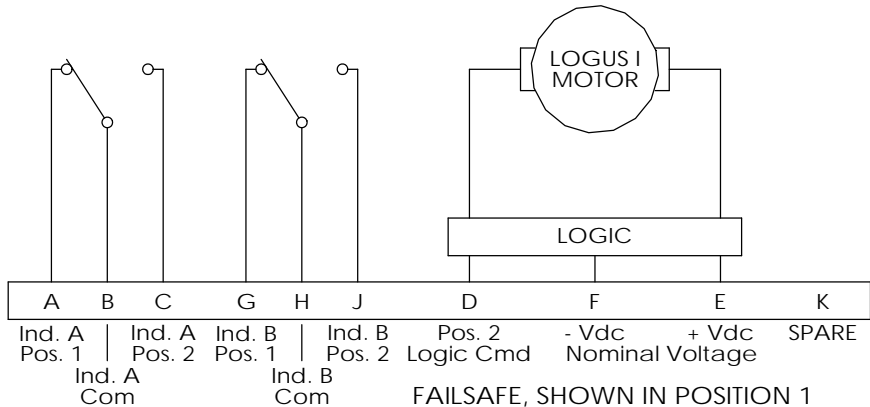 LOGUS I
MOTOR
LOGIC
A B C G H J D F E K
Ind. A Ind. A Ind. B Ind. B Pos. 2 - Vdc + Vdc SPARE
Pos. 1 Pos. 2 Pos. 1 Pos. 2 Logic Cmd Nominal Voltage
Ind. A Ind. B
Com Com FAILSAFE, SHOWN IN POSITION 1